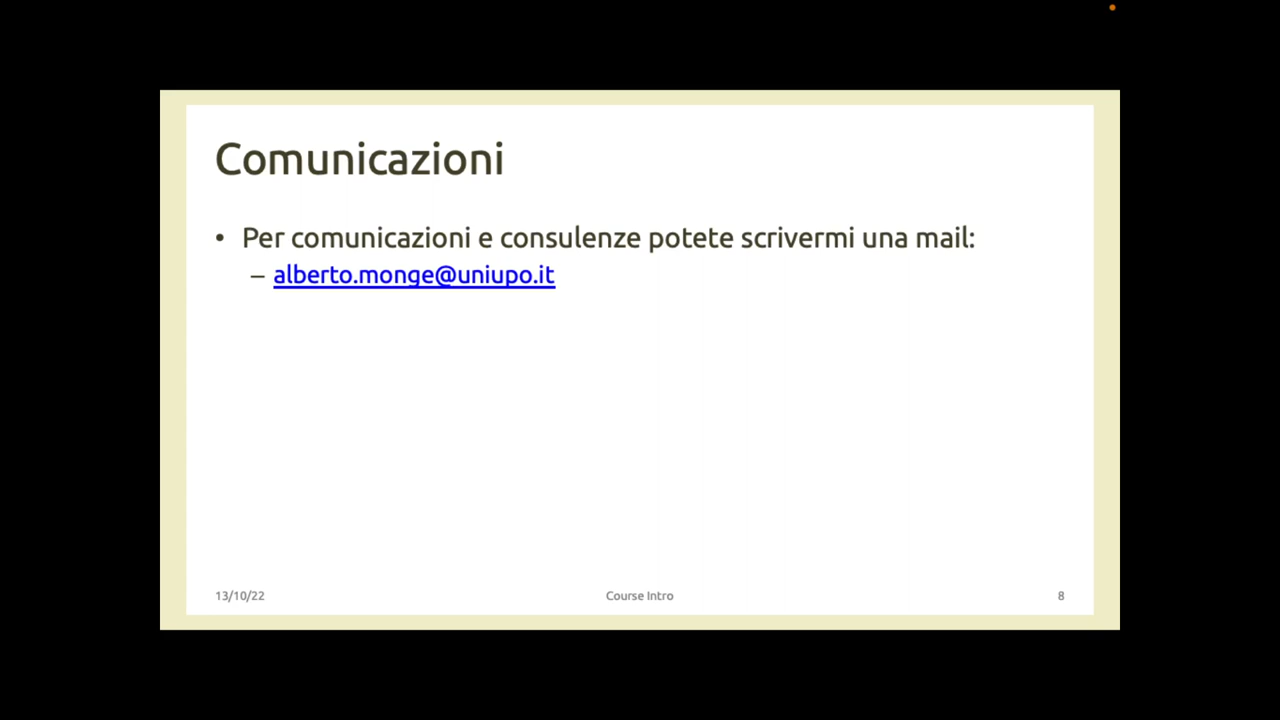 Comunicazioni
• Per comunicazioni e consulenze potete scrivermi una mail:
– alberto.monge@uniupo.it
13/10/22 Course Intro 8